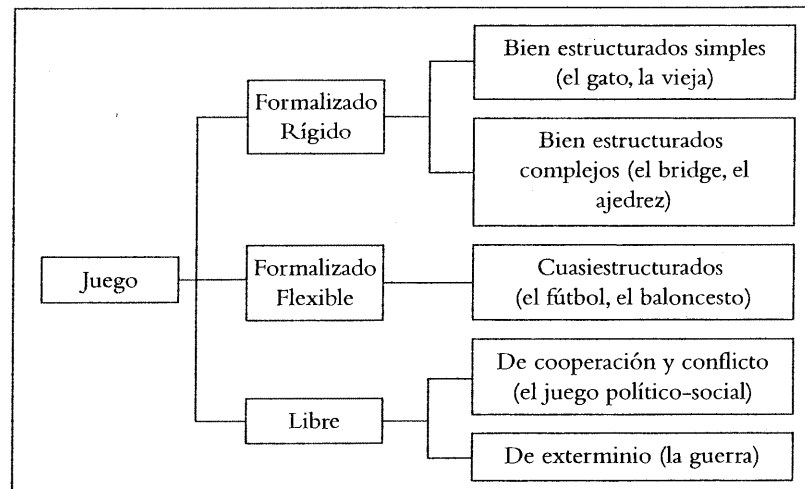 Bien estructurados simples
(el gato, la vieja)
Formalizado
Rígido
Bien estructurados
complejos (el bridge, el
ajedrez)
Juego
Formalizado
Flexible
Cuasiestructurados
(el fútbol, el baloncesto)
De cooperación y conflicto
(el juego político-social)
Libre
De exterminio (la guerra)